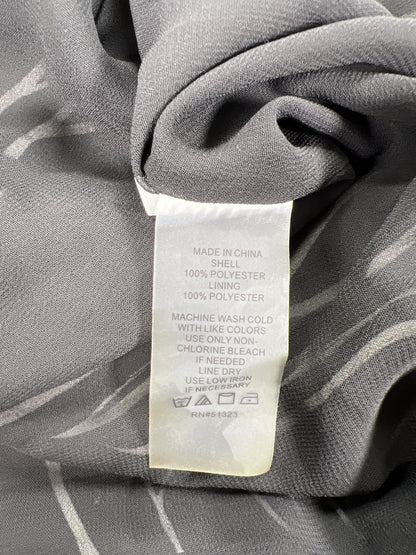 MADE IN CHINA
SHELL
100% POLYESTER
LINING
100% POLYESTER
MACHINE WASH COLD
WITH LIKE COLORS
USE ONLY NON-
CHLORINE BLEACH
IF NEEDED
LINE DRY
USE LOW IRON
IF NECESSARY
RN#51323